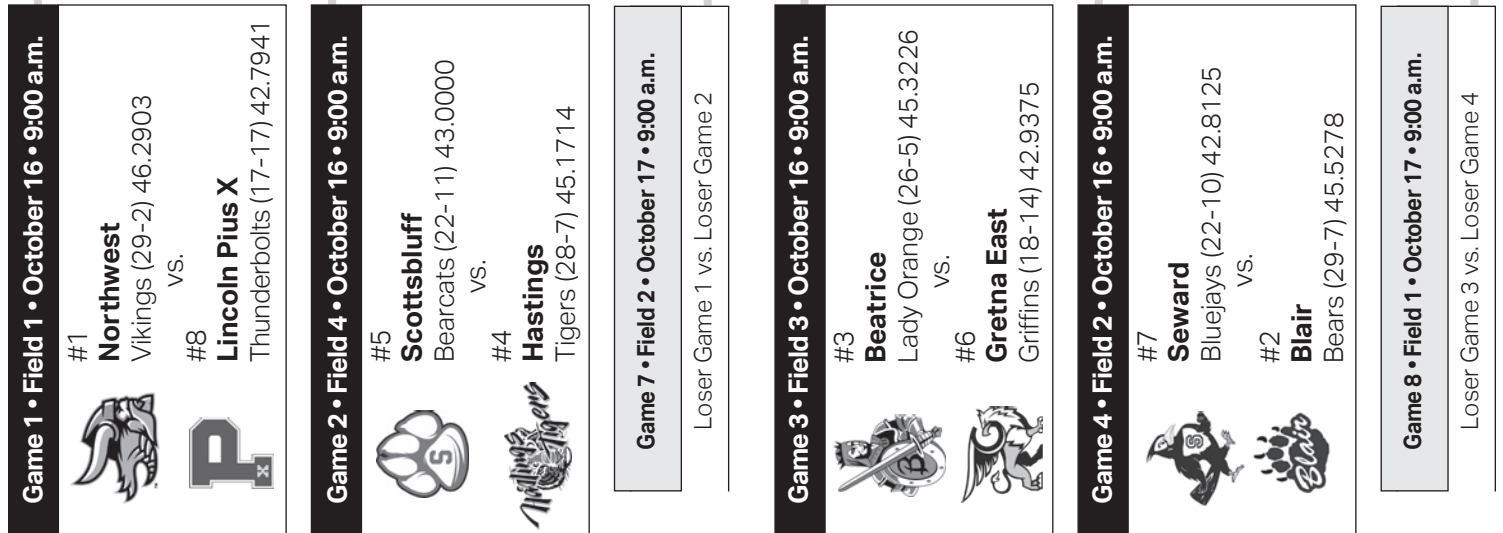 Game 1 • Field 1 • October 16 • 9:00 a.m.
#1
Northwest
Vikings (29-2) 46.2903
vs.
#8
Lincoln Pius X
Thunderbolts (17-17) 42.7941
P
X
Game 2 • Field 4 • October 16 • 9:00 a.m.
#5
Scottsbluff
Bearcats (22-11) 43.0000
vs.
#4
Hastings
Tigers (28-7) 45.1714
S
Hastings
Tigers
Game 7 • Field 2 • October 17 • 9:00 a.m.
Loser Game 1 vs. Loser Game 2
Game 3 • Field 3 • October 16 • 9:00 a.m.
#3
Beatrice
Lady Orange (26-5) 45.3226
vs.
#6
Gretna East
Griffins (18-14) 42.9375
B
Game 4 • Field 2 • October 16 • 9:00 a.m.
#7
Seward
Bluejays (22-10) 42.8125
vs.
#2
Blair
Bears (29-7) 45.5278
S
Blair
Game 8 • Field 1 • October 17 • 9:00 a.m.
Loser Game 3 vs. Loser Game 4